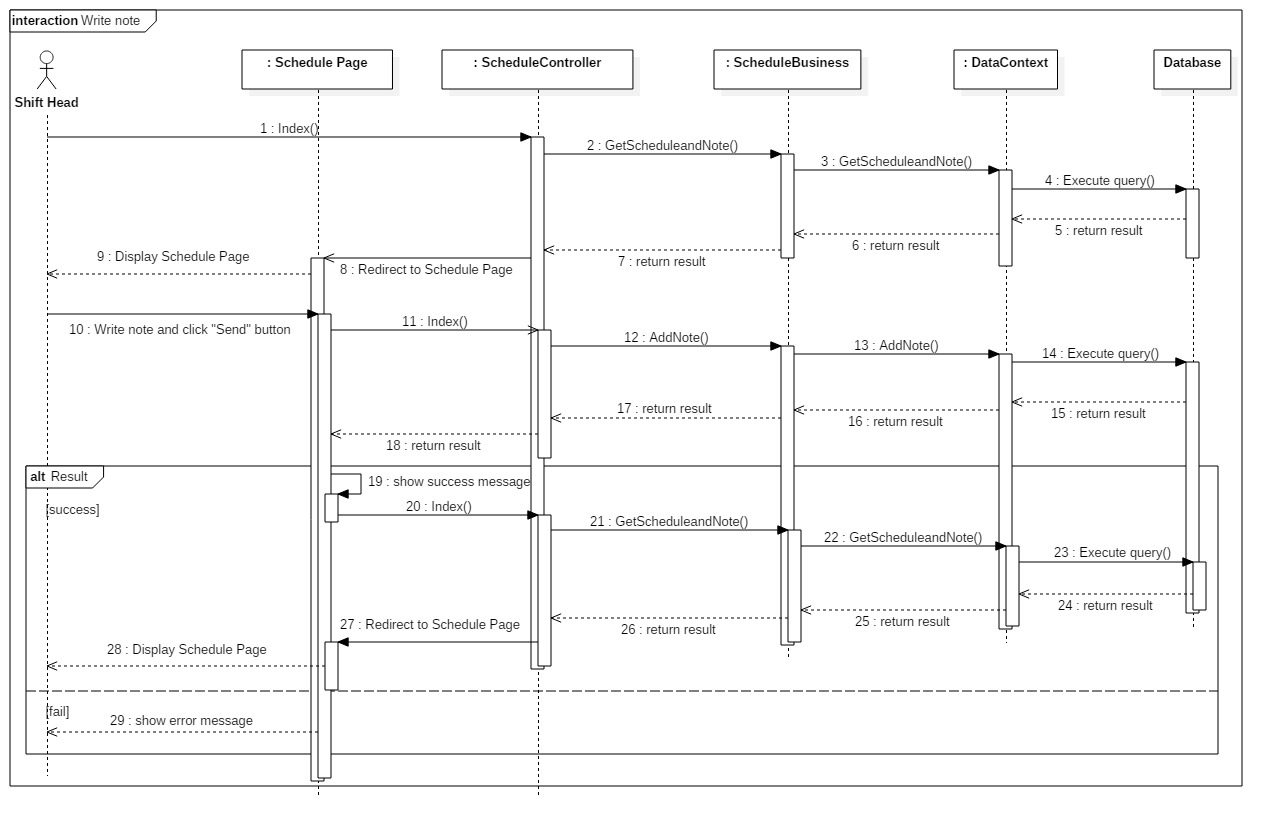 interaction Write note
Shift Head
: Schedule Page
: ScheduleController
: ScheduleBusiness
: DataContext
Database
1 : Index()
2 : GetScheduleandNote()
3 : GetScheduleandNote()
4 : Execute query()
5 : return result
6 : return result
7 : return result
8 : Redirect to Schedule Page
9 : Display Schedule Page
10 : Write note and click "Send" button
11 : Index()
12 : AddNote()
13 : AddNote()
14 : Execute query()
15 : return result
16 : return result
17 : return result
18 : return result
alt Result
[success]
19 : show success message
20 : Index()
21 : GetScheduleandNote()
22 : GetScheduleandNote()
23 : Execute query()
24 : return result
25 : return result
26 : return result
27 : Redirect to Schedule Page
28 : Display Schedule Page
[fail]
29 : show error message